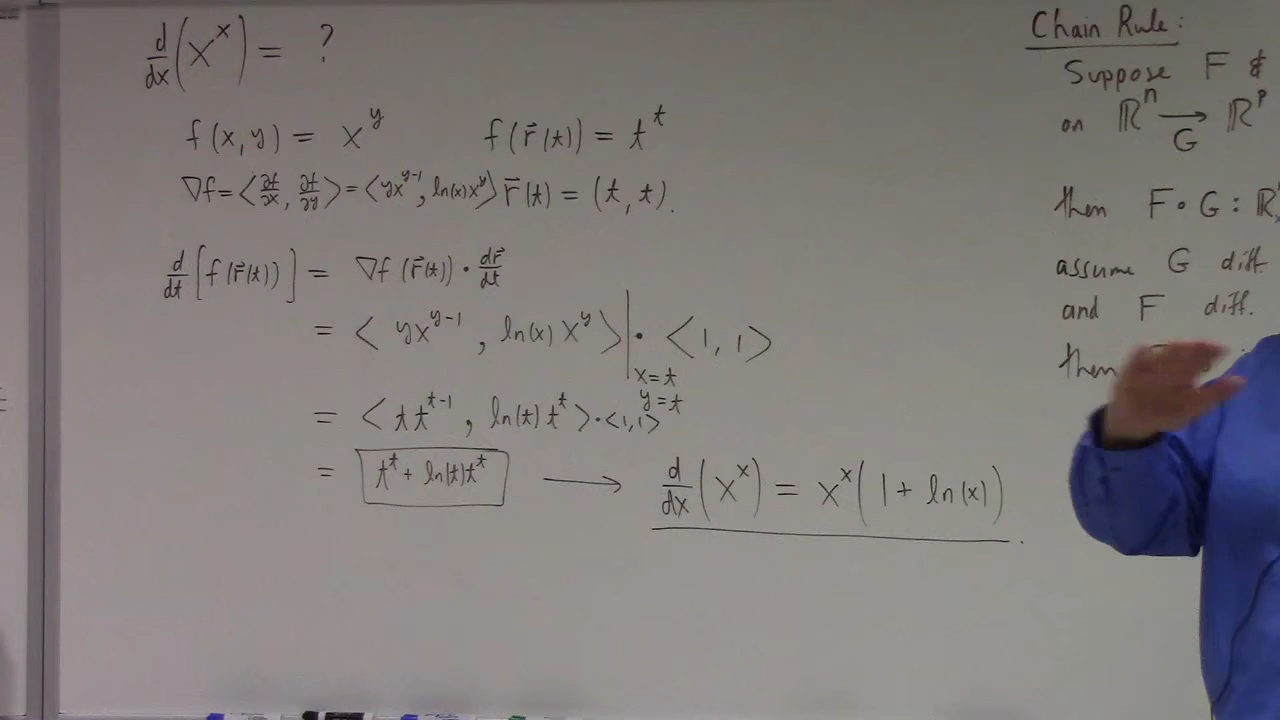 d/dx (x^x) = ?
f(x,y) = x^y f(r⃗(t)) = t^t
∇f = ⟨∂f/∂x, ∂f/∂y⟩ = ⟨yx^(y-1), ln(x)x^y⟩ r⃗(t) = (t, t).
d/dt [f(r⃗(t))] = ∇f(r⃗(t)) • dr⃗/dt
= ⟨yx^(y-1), ln(x) x^y⟩| • ⟨1, 1⟩
x=t
y=t
= ⟨t t^(t-1), ln(t) t^t⟩ • ⟨1,1⟩
= t^t + ln(t)t^t → d/dx (x^x) = x^x (1 + ln(x)).
Chain Rule:
Suppose F &
on ℝ^n →G ℝ^p
then F∘G : ℝ
assume G diff
and F diff.
then